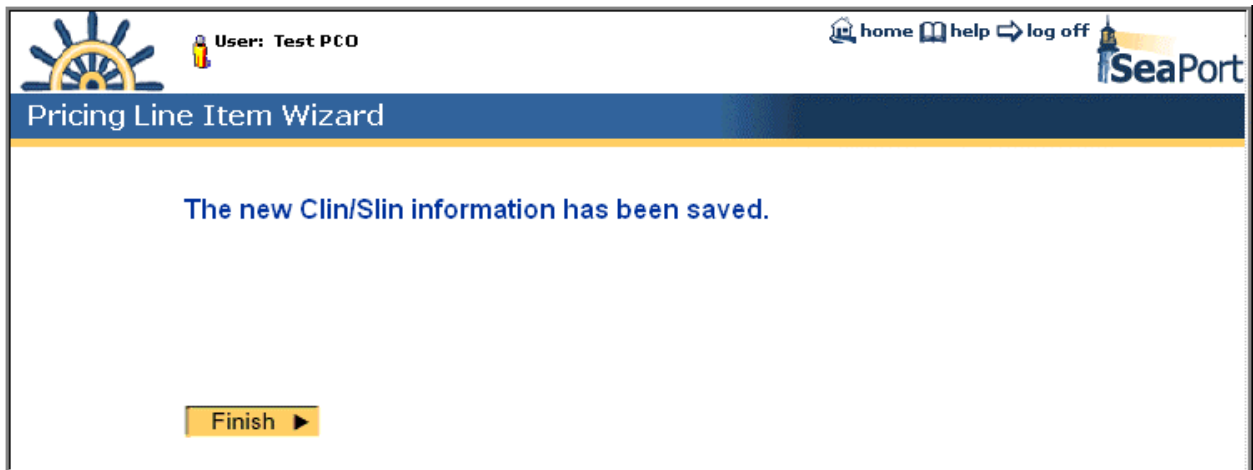 User: Test PCO
home help log off
SeaPort
Pricing Line Item Wizard
The new Clin/Slin information has been saved.
Finish